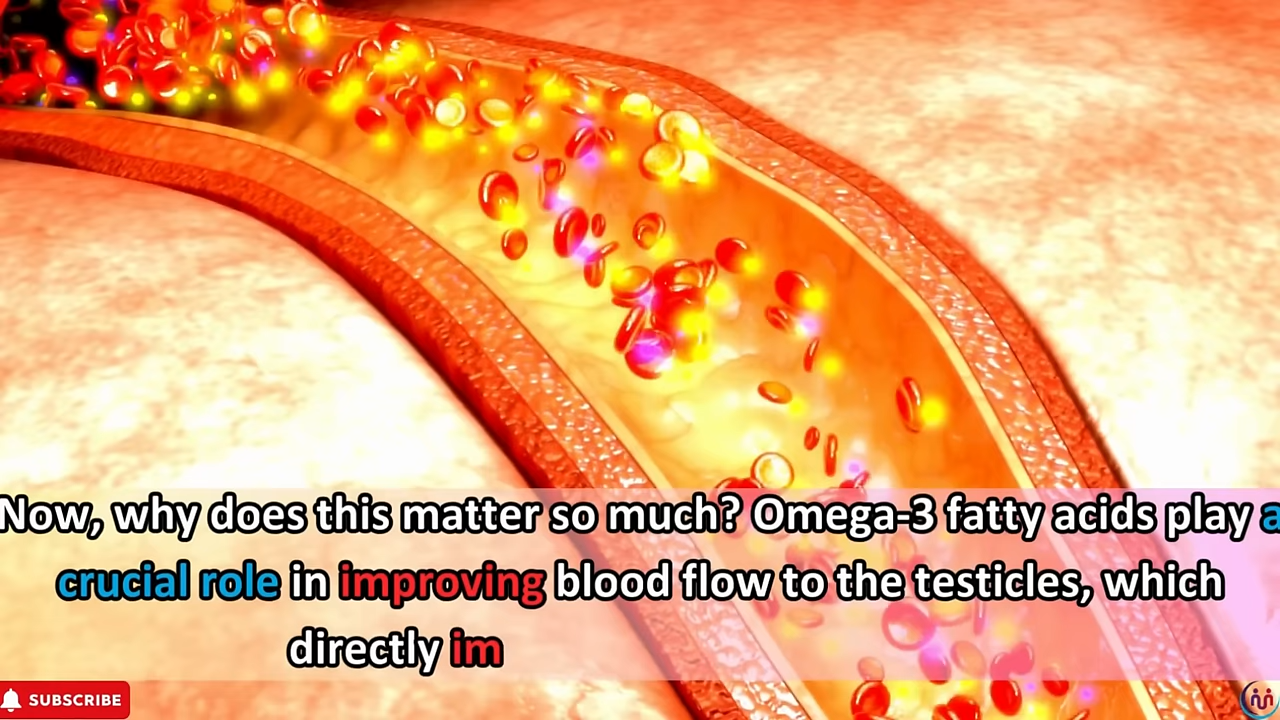 Now, why does this matter so much? Omega-3 fatty acids play a
crucial role in improving blood flow to the testicles, which
directly im
SUBSCRIBE